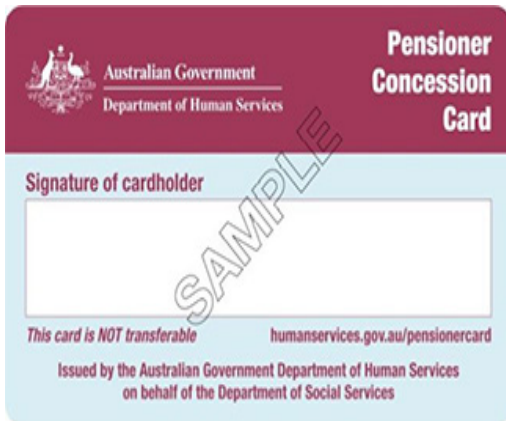 Australian Government
Department of Human Services
Pensioner
Concession
Card
Signature of cardholder
SAMPLE
This card is NOT transferable
humanservices.gov.au/pensionercard
Issued by the Australian Government Department of Human Services
on behalf of the Department of Social Services